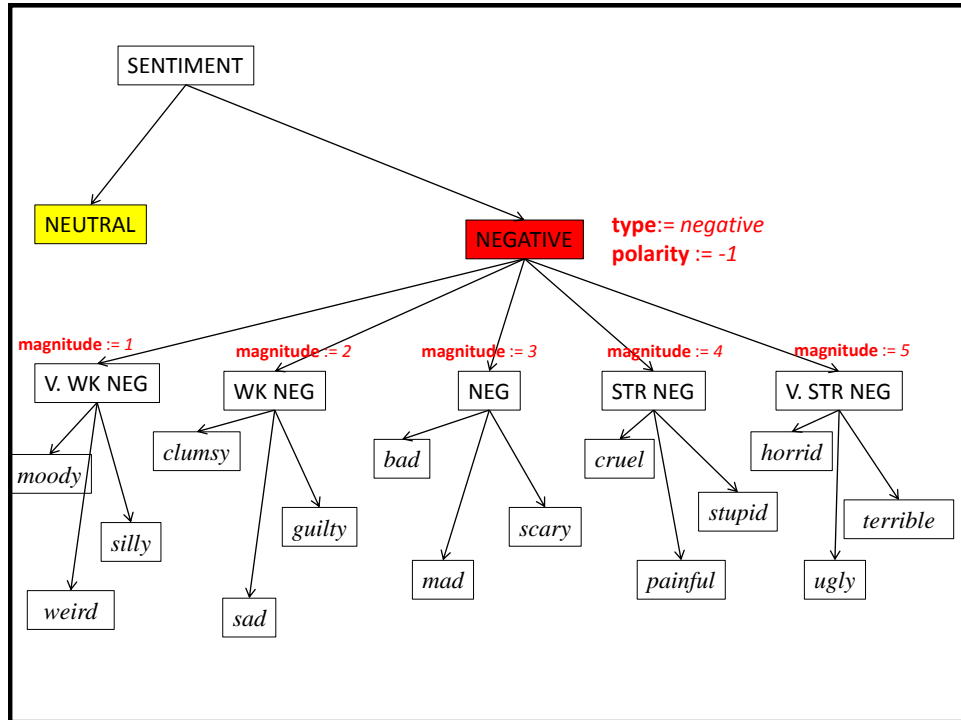 SENTIMENT
NEUTRAL
NEGATIVE
type:= negative
polarity := -1
magnitude := 1
magnitude := 2
magnitude := 3
magnitude := 4
magnitude := 5
V. WK NEG
WK NEG
NEG
STR NEG
V. STR NEG
moody
clumsy
bad
cruel
horrid
silly
guilty
scary
stupid
terrible
weird
sad
mad
painful
ugly